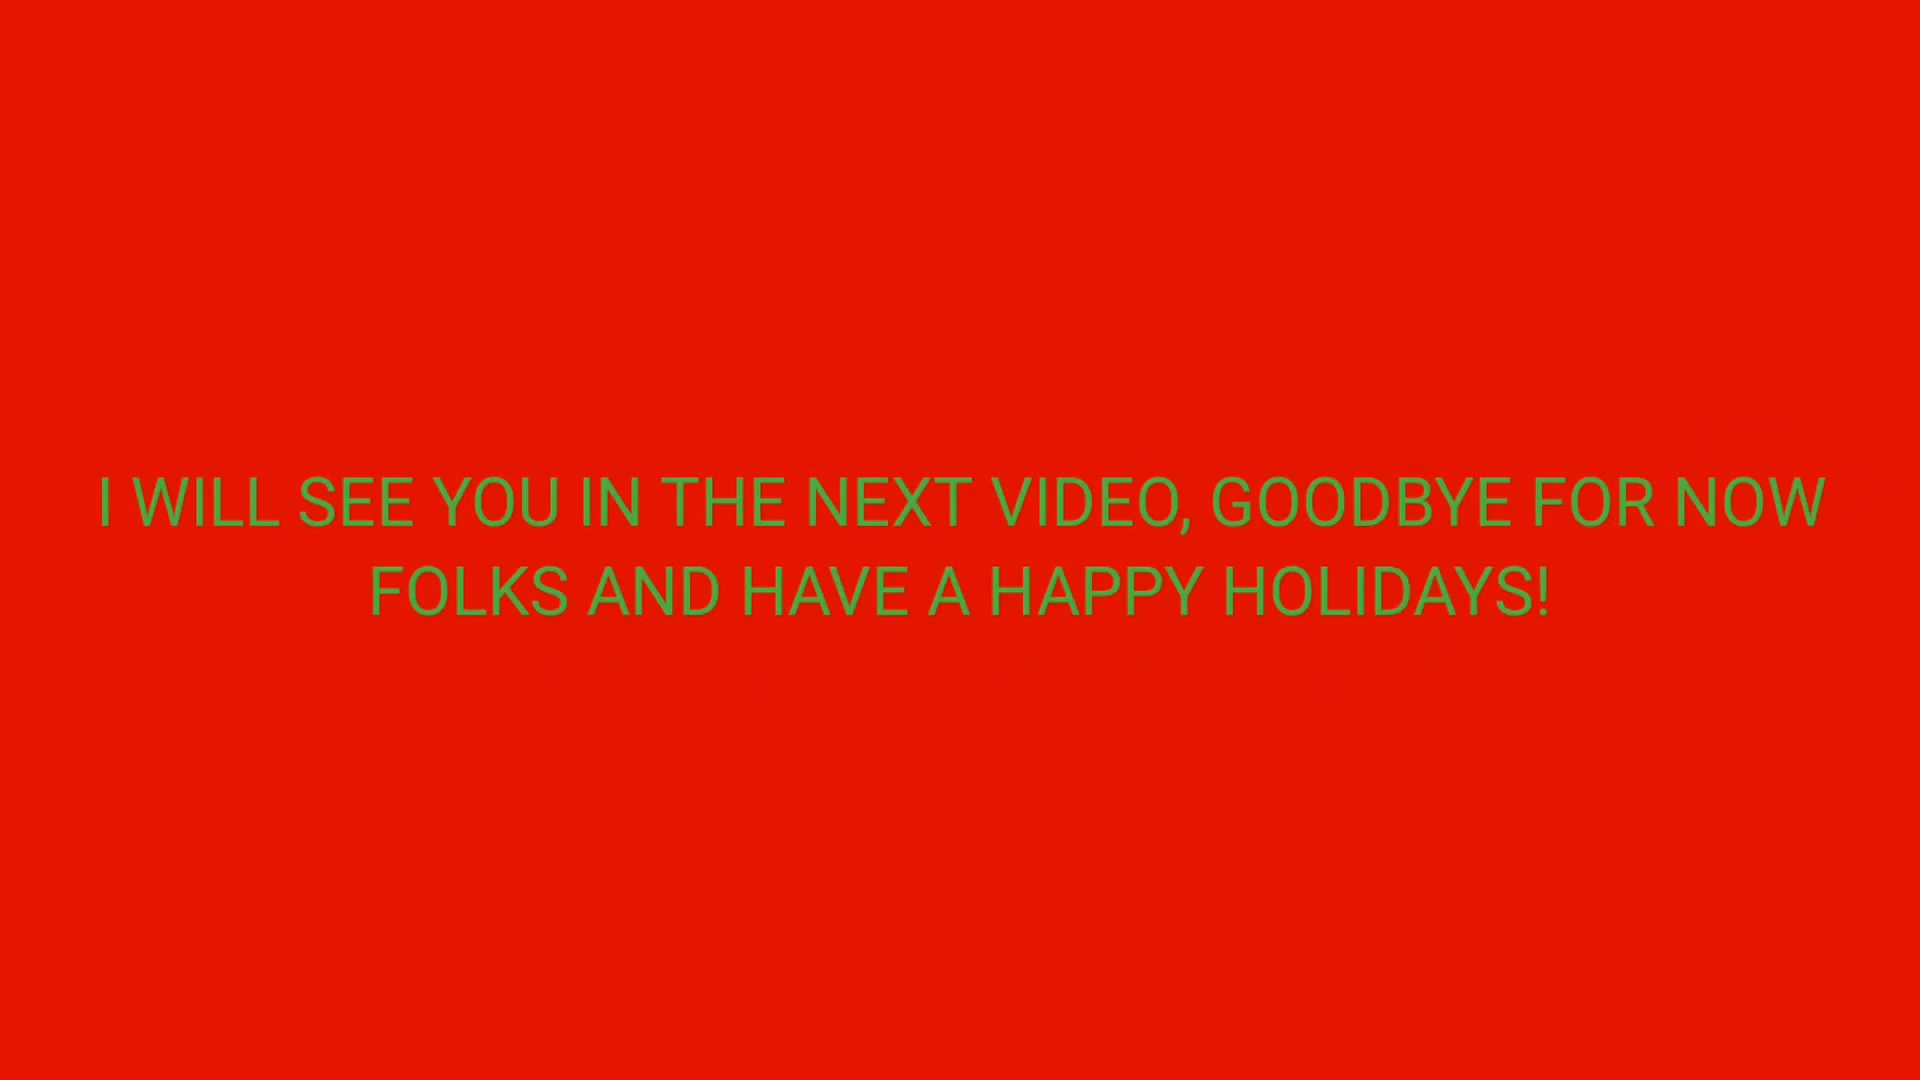 I WILL SEE YOU IN THE NEXT VIDEO, GOODBYE FOR NOW
FOLKS AND HAVE A HAPPY HOLIDAYS!